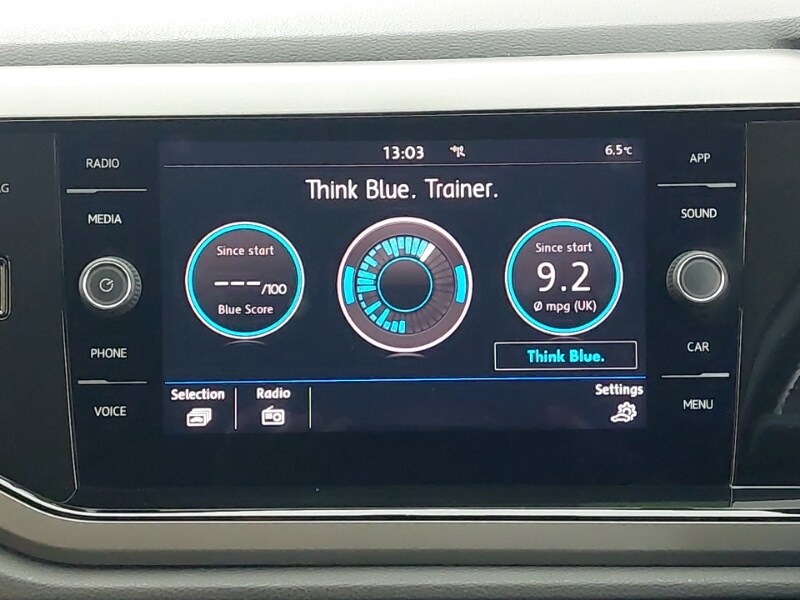 RADIO
MEDIA
PHONE
VOICE
13:03
6.5°C
Think Blue. Trainer.
Since start
---/100
Blue Score
Since start
9.2
Ø mpg (UK)
Think Blue.
Selection
Radio
Settings
APP
SOUND
CAR
MENU